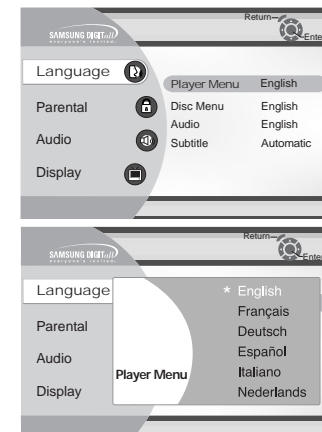 Return
Enter
SAMSUNG DIGITall
everyone's invited.
Language
Player Menu English
Parental
Disc Menu English
Audio English
Audio
Subtitle Automatic
Display
Return
Enter
SAMSUNG DIGITall
everyone's invited.
Language
* English
Français
Parental
Deutsch
Audio
Español
Player Menu
Italiano
Display
Nederlands